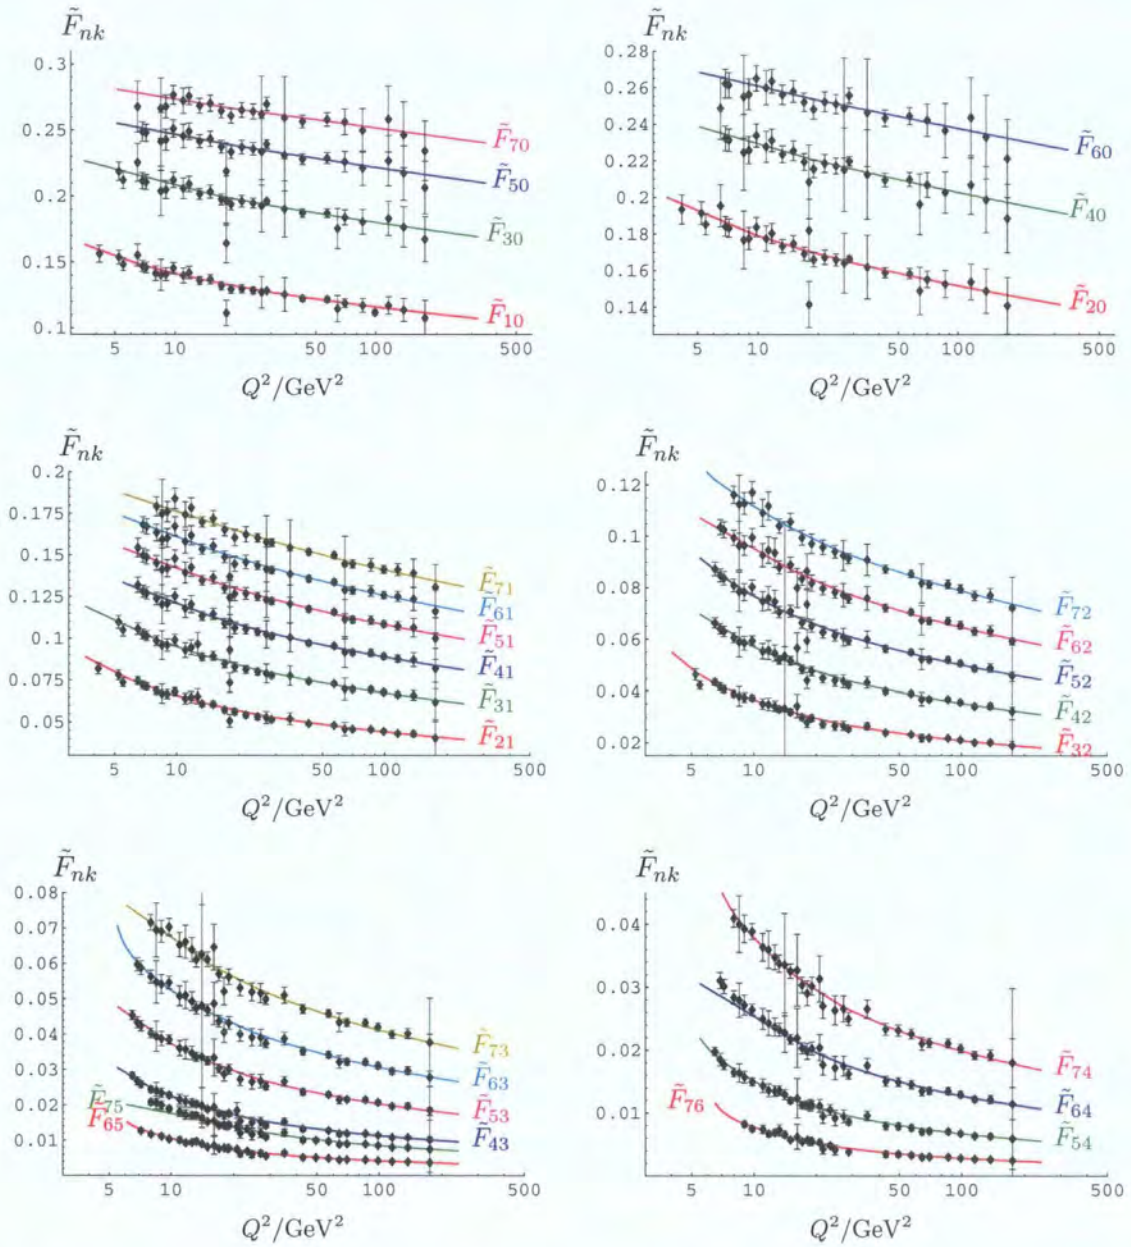 F̃nk
0.3
0.25
0.2
0.15
0.1
F̃70
F̃50
F̃30
F̃10
5 10 50 100 500
Q²/GeV²
F̃nk
0.28
0.26
0.24
0.22
0.2
0.18
0.16
0.14
F̃60
F̃40
F̃20
5 10 50 100 500
Q²/GeV²
F̃nk
0.2
0.175
0.15
0.125
0.1
0.075
0.05
F̃71
F̃61
F̃51
F̃41
F̃31
F̃21
5 10 50 100 500
Q²/GeV²
F̃nk
0.12
0.1
0.08
0.06
0.04
0.02
F̃72
F̃62
F̃52
F̃42
F̃32
5 10 50 100 500
Q²/GeV²
F̃nk
0.08
0.07
0.06
0.05
0.04
0.03
0.02
0.01
F̃75
F̃65
F̃73
F̃63
F̃53
F̃43
5 10 50 100 500
Q²/GeV²
F̃nk
0.04
0.03
0.02
0.01
F̃76
F̃74
F̃64
F̃54
5 10 50 100 500
Q²/GeV²